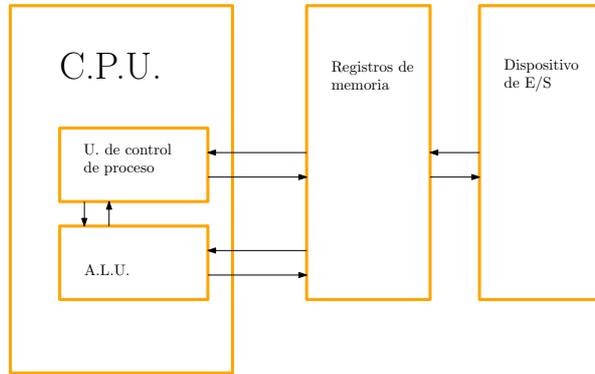 C.P.U.
U. de control
de proceso
A.L.U.
Registros de
memoria
Dispositivo
de E/S